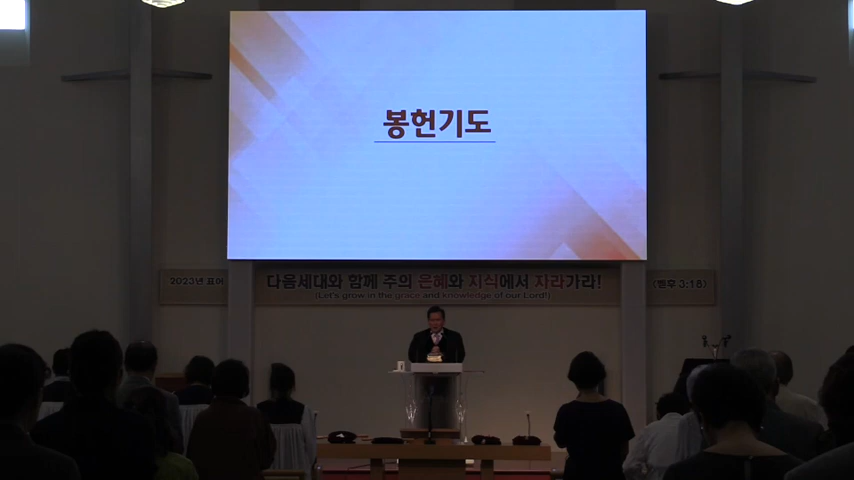 봉헌기도
2023년 표어
다음세대와 함께 주의 은혜와 지식에서 자라가라!
(Let's grow in the grace and knowledge of our Lord!)
(벧후 3:18)